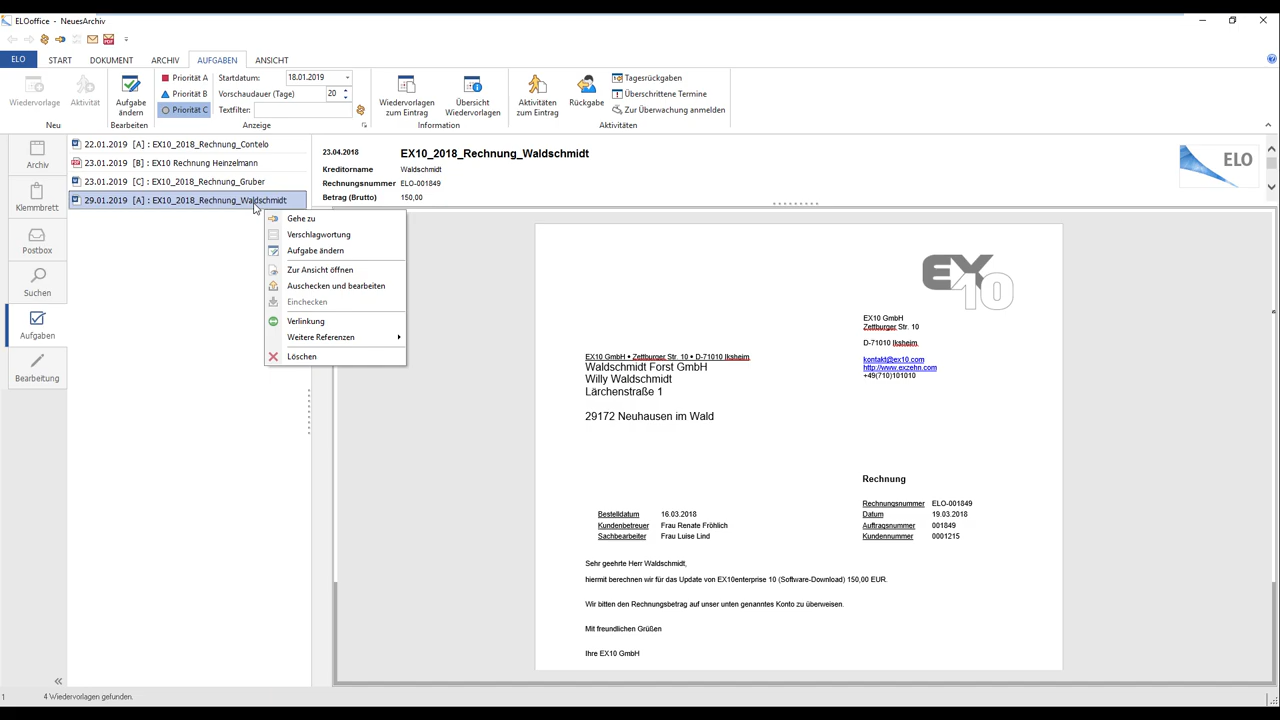 ELOoffice - NeuesArchiv
ELO START DOKUMENT ARCHIV AUFGABEN ANSICHT
Wiedervorlage
Aktivität
Neu
Aufgabe ändern
Bearbeiten
Priorität A
Priorität B
Priorität C
Startdatum: 18.01.2019
Vorschaudauer (Tage) 20
Textfilter:
Anzeige
Wiedervorlagen zum Eintrag
Übersicht Wiedervorlagen
Information
Aktivitäten zum Eintrag
Rückgabe
Tagesrückgaben
Überschrittene Termine
Zur Überwachung anmelden
Aktivitäten
Archiv
Klemmbrett
Postbox
Suchen
Aufgaben
Bearbeitung
22.01.2019 [A] : EX10_2018_Rechnung_Contelo
23.01.2019 [B] : EX10 Rechnung Heinzelmann
23.01.2019 [C] : EX10_2018_Rechnung_Gruber
29.01.2019 [A] : EX10_2018_Rechnung_Waldschmidt
Gehe zu
Verschlagwortung
Aufgabe ändern
Zur Ansicht öffnen
Auschecken und bearbeiten
Einchecken
Verlinkung
Weitere Referenzen
Löschen
23.04.2018 EX10_2018_Rechnung_Waldschmidt
Kreditorname Waldschmidt
Rechnungsnummer ELO-001849
Betrag (Brutto) 150,00
ELO
EX10
EX10 GmbH
Zettburger Str. 10
D-71010 Iksheim
kontakt@ex10.com
http://www.exzehn.com
+49(710)101010
EX10 GmbH • Zettburger Str. 10 • D-71010 Iksheim
Waldschmidt Forst GmbH
Willy Waldschmidt
Lärchenstraße 1
29172 Neuhausen im Wald
Rechnung
Rechnungsnummer ELO-001849
Datum 19.03.2018
Auftragsnummer 001849
Kundennummer 0001215
Bestelldatum 16.03.2018
Kundenbetreuer Frau Renate Fröhlich
Sachbearbeiter Frau Luise Lind
Sehr geehrte Herr Waldschmidt,
hiermit berechnen wir für das Update von EX10enterprise 10 (Software-Download) 150,00 EUR.
Wir bitten den Rechnungsbetrag auf unser unten genanntes Konto zu überweisen.
Mit freundlichen Grüßen
Ihre EX10 GmbH
1 4 Wiedervorlagen gefunden.